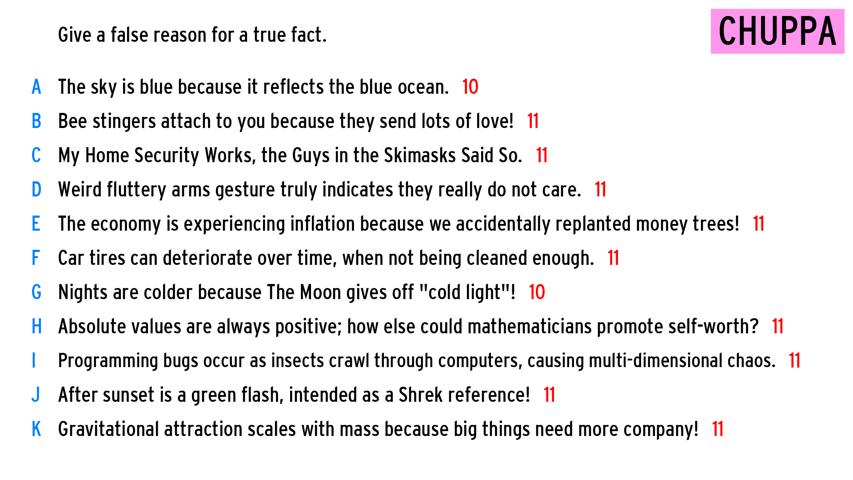 Give a false reason for a true fact.
CHUPPA
A The sky is blue because it reflects the blue ocean. 10
B Bee stingers attach to you because they send lots of love! 11
C My Home Security Works, the Guys in the Skimasks Said So. 11
D Weird fluttery arms gesture truly indicates they really do not care. 11
E The economy is experiencing inflation because we accidentally replanted money trees! 11
F Car tires can deteriorate over time, when not being cleaned enough. 11
G Nights are colder because The Moon gives off "cold light"! 10
H Absolute values are always positive; how else could mathematicians promote self-worth? 11
I Programming bugs occur as insects crawl through computers, causing multi-dimensional chaos. 11
J After sunset is a green flash, intended as a Shrek reference! 11
K Gravitational attraction scales with mass because big things need more company! 11